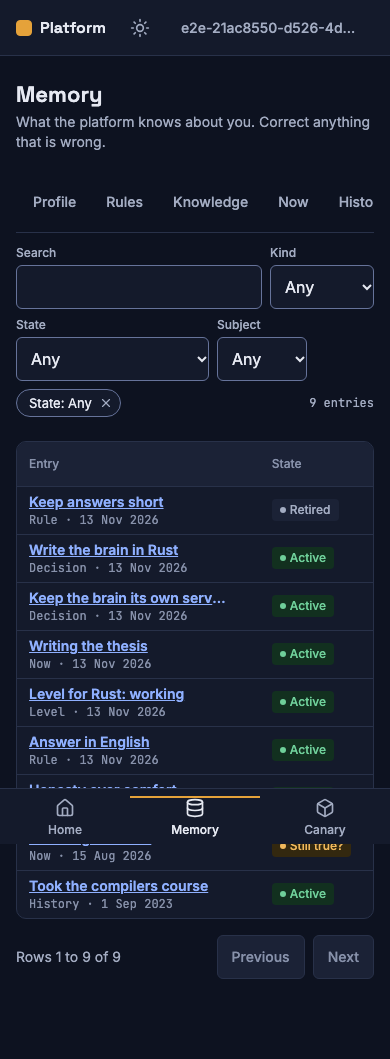 Platform
e2e-21ac8550-d526-4d...
Memory
What the platform knows about you. Correct anything
that is wrong.
Profile Rules Knowledge Now Histo
Search Kind
Any
State Subject
Any Any
State: Any ×
9 entries
Entry State
Keep answers short
Rule · 13 Nov 2026
Retired
Write the brain in Rust
Decision · 13 Nov 2026
Active
Keep the brain its own serv...
Decision · 13 Nov 2026
Active
Writing the thesis
Now · 13 Nov 2026
Active
Level for Rust: working
Level · 13 Nov 2026
Active
Answer in English
Rule · 13 Nov 2026
Active
Home Memory Canary
Now · 15 Aug 2026
Still true?
Took the compilers course
History · 1 Sep 2023
Active
Rows 1 to 9 of 9
Previous Next